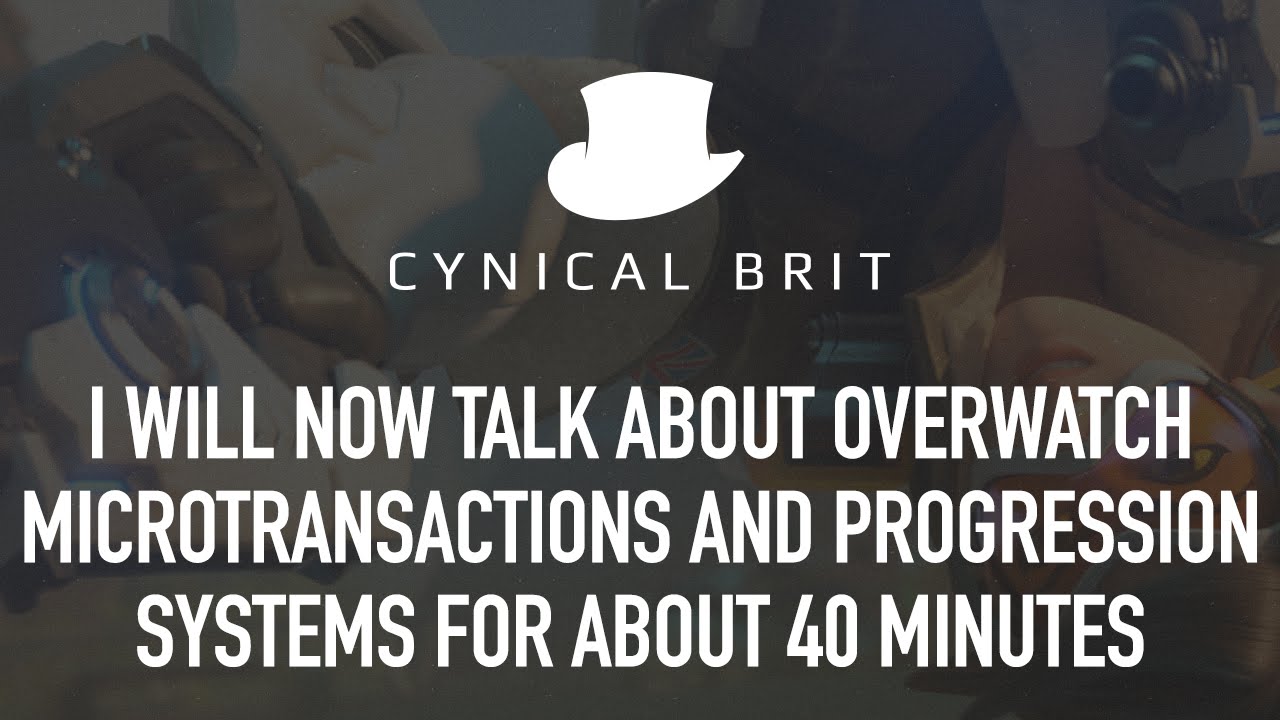 CYNICAL BRIT
I WILL NOW TALK ABOUT OVERWATCH
MICROTRANSACTIONS AND PROGRESSION
SYSTEMS FOR ABOUT 40 MINUTES